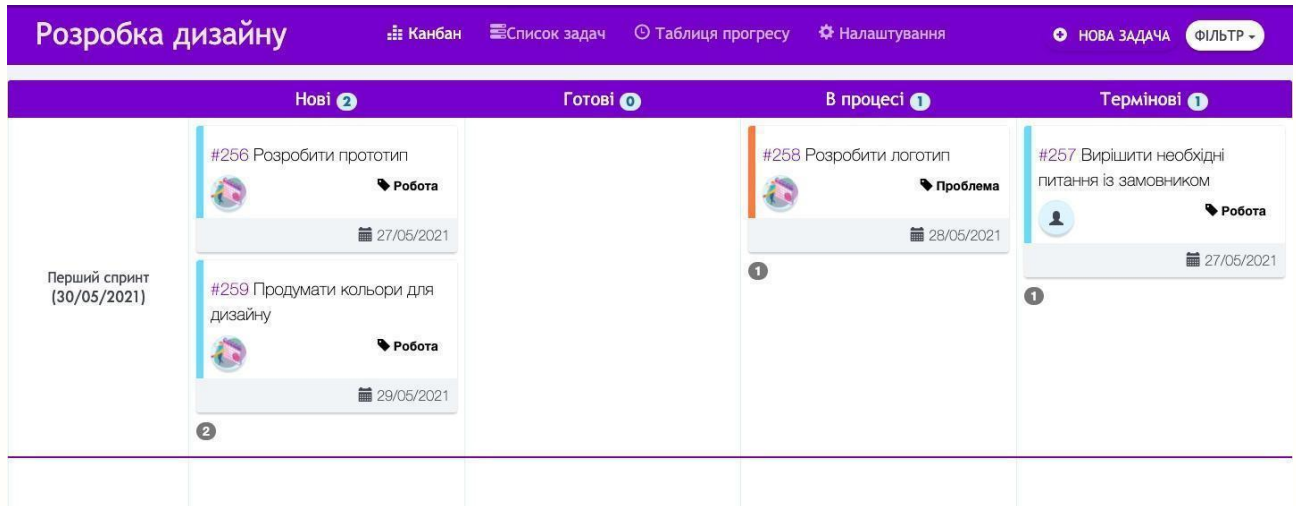 Розробка дизайну
Канбан
Список задач
Таблиця прогресу
Налаштування
НОВА ЗАДАЧА
ФІЛЬТР
Нові 2
Готові 0
В процесі 1
Термінові 1
Перший спринт
(30/05/2021)
#256 Розробити прототип
Робота
27/05/2021
#259 Продумати кольори для
дизайну
Робота
29/05/2021
2
#258 Розробити логотип
Проблема
28/05/2021
1
#257 Вирішити необхідні
питання із замовником
Робота
27/05/2021
1